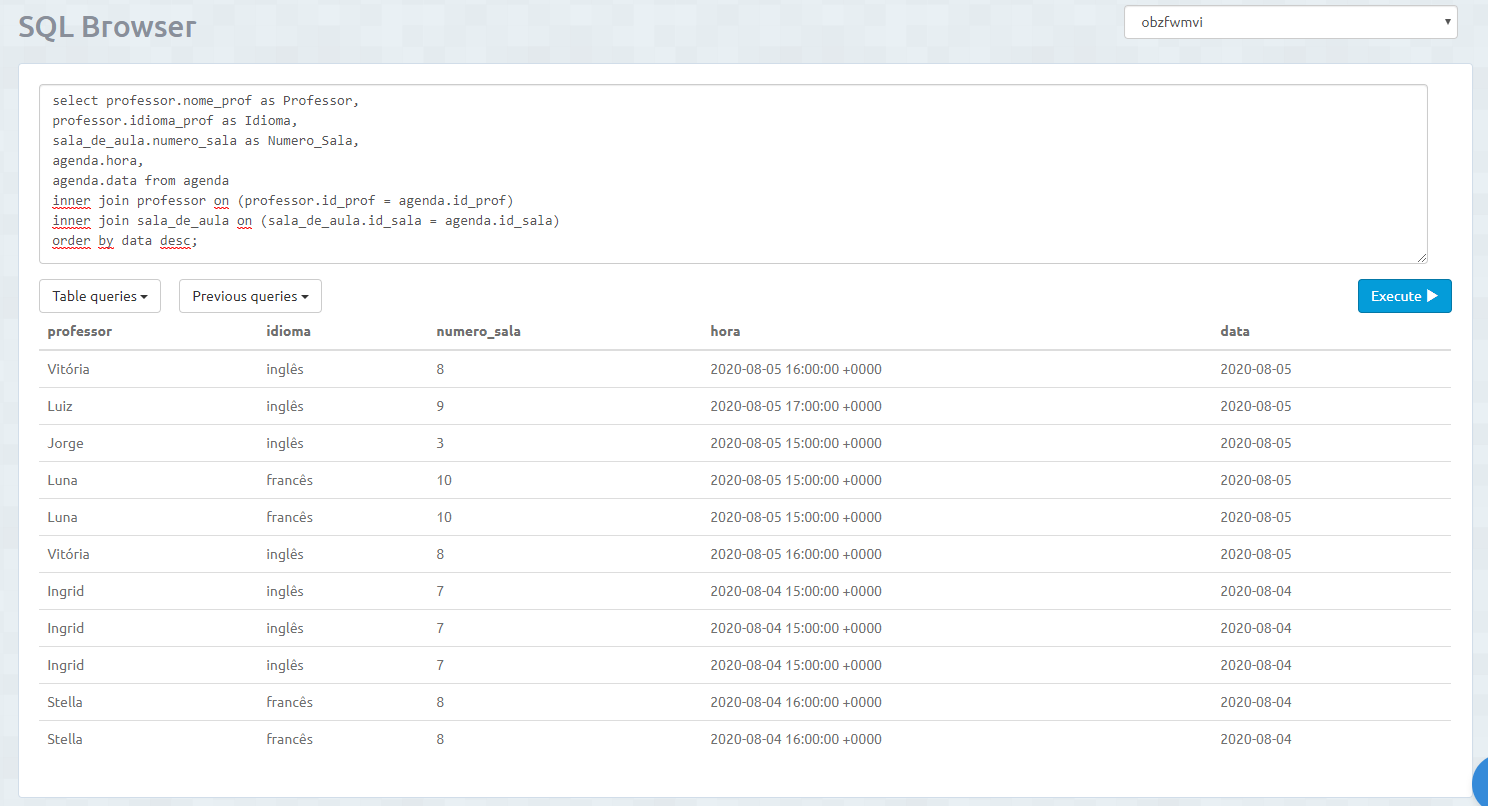 SQL Browser
obzfwmvi
select professor.nome_prof as Professor,
professor.idioma_prof as Idioma,
sala_de_aula.numero_sala as Numero_Sala,
agenda.hora,
agenda.data from agenda
inner join professor on (professor.id_prof = agenda.id_prof)
inner join sala_de_aula on (sala_de_aula.id_sala = agenda.id_sala)
order by data desc;
Table queries Previous queries Execute
professor idioma numero_sala hora data
Vitória inglês 8 2020-08-05 16:00:00 +0000 2020-08-05
Luiz inglês 9 2020-08-05 17:00:00 +0000 2020-08-05
Jorge inglês 3 2020-08-05 15:00:00 +0000 2020-08-05
Luna francês 10 2020-08-05 15:00:00 +0000 2020-08-05
Luna francês 10 2020-08-05 15:00:00 +0000 2020-08-05
Vitória inglês 8 2020-08-05 16:00:00 +0000 2020-08-05
Ingrid inglês 7 2020-08-04 15:00:00 +0000 2020-08-04
Ingrid inglês 7 2020-08-04 15:00:00 +0000 2020-08-04
Ingrid inglês 7 2020-08-04 15:00:00 +0000 2020-08-04
Stella francês 8 2020-08-04 16:00:00 +0000 2020-08-04
Stella francês 8 2020-08-04 16:00:00 +0000 2020-08-04